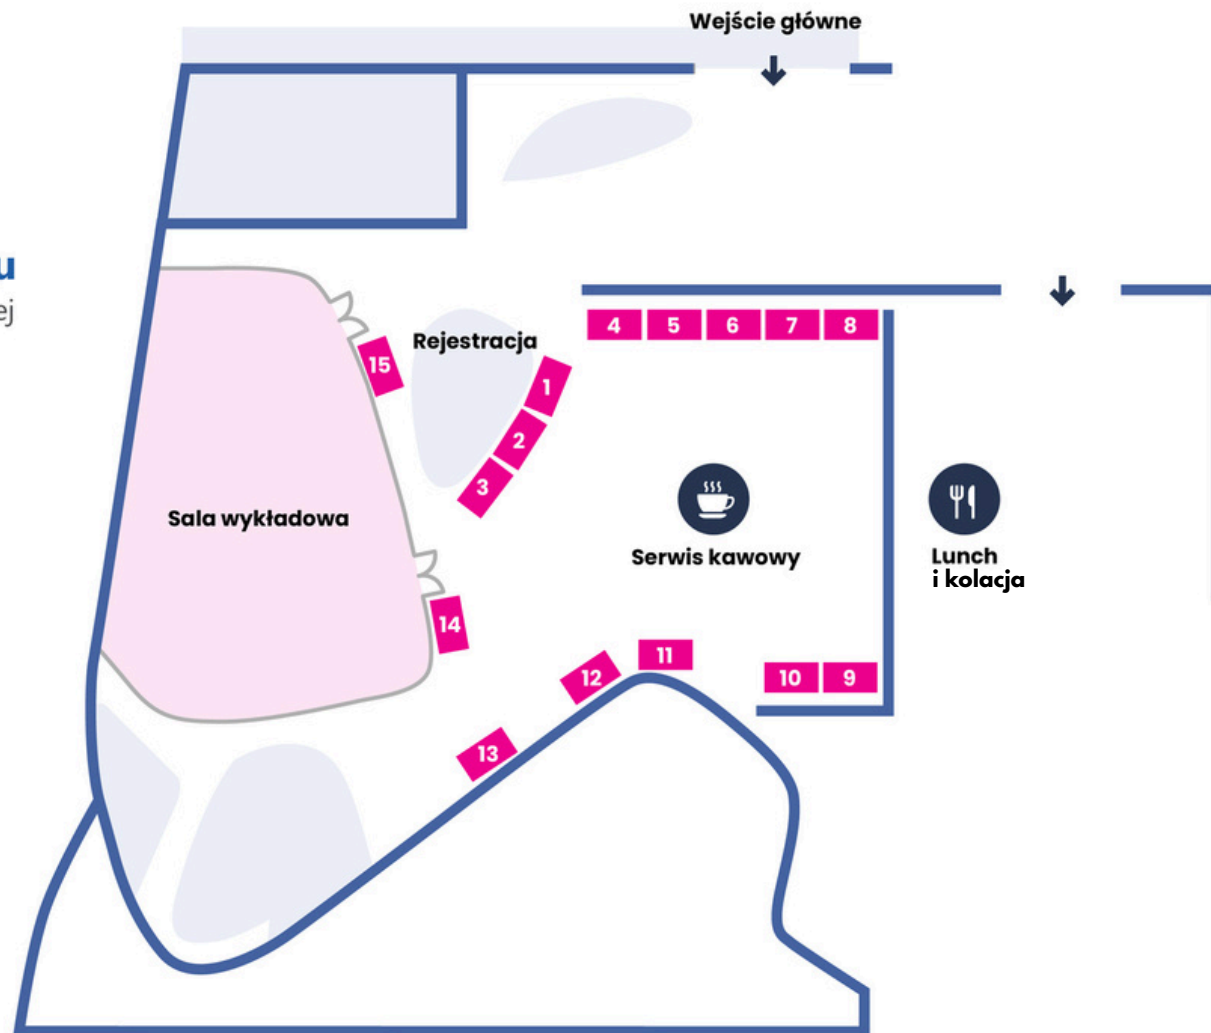 Wejście główne
u
ej
4 5 6 7 8
Rejestracja
15
1
2
3
Sala wykładowa
Serwis kawowy
Lunch
i kolacja
14
11
12
10 9
13